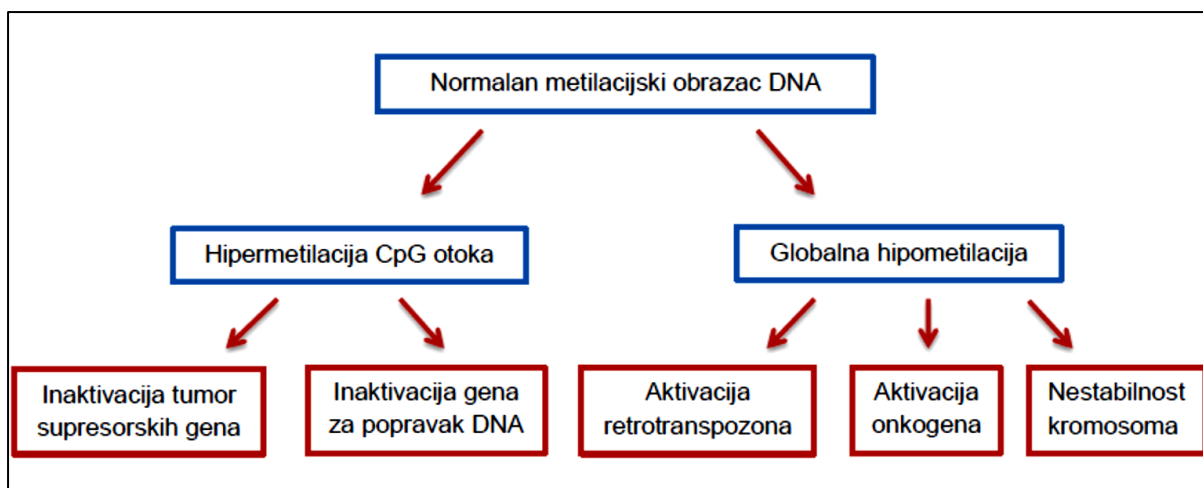 Normalan metilacijski obrazac DNA
Hipermetilacija CpG otoka
Globalna hipometilacija
Inaktivacija tumor
supresorskih gena
Inaktivacija gena
za popravak DNA
Aktivacija
retrotranspozona
Aktivacija
onkogena
Nestabilnost
kromosoma